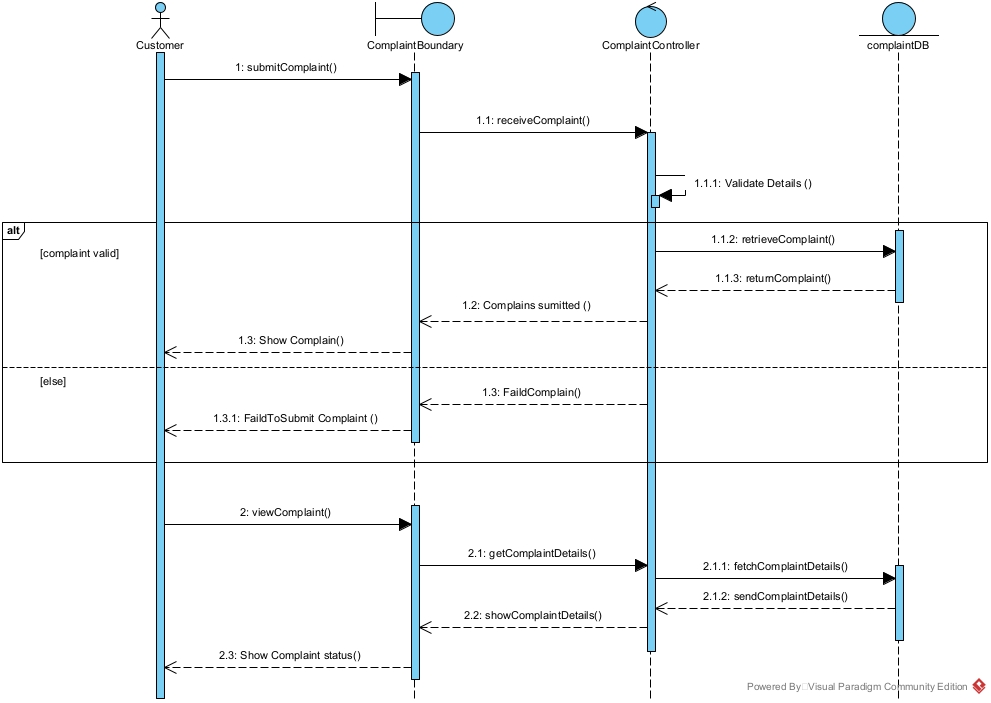 Customer
ComplaintBoundary
ComplaintController
complaintDB
1: submitComplaint()
1.1: receiveComplaint()
1.1.1: Validate Details ()
alt
[complaint valid]
1.1.2: retrieveComplaint()
1.1.3: returnComplaint()
1.2: Complains sumitted ()
1.3: Show Complain()
[else]
1.3: FaildComplain()
1.3.1: FaildToSubmit Complaint ()
2: viewComplaint()
2.1: getComplaintDetails()
2.1.1: fetchComplaintDetails()
2.1.2: sendComplaintDetails()
2.2: showComplaintDetails()
2.3: Show Complaint status()
Powered By Visual Paradigm Community Edition